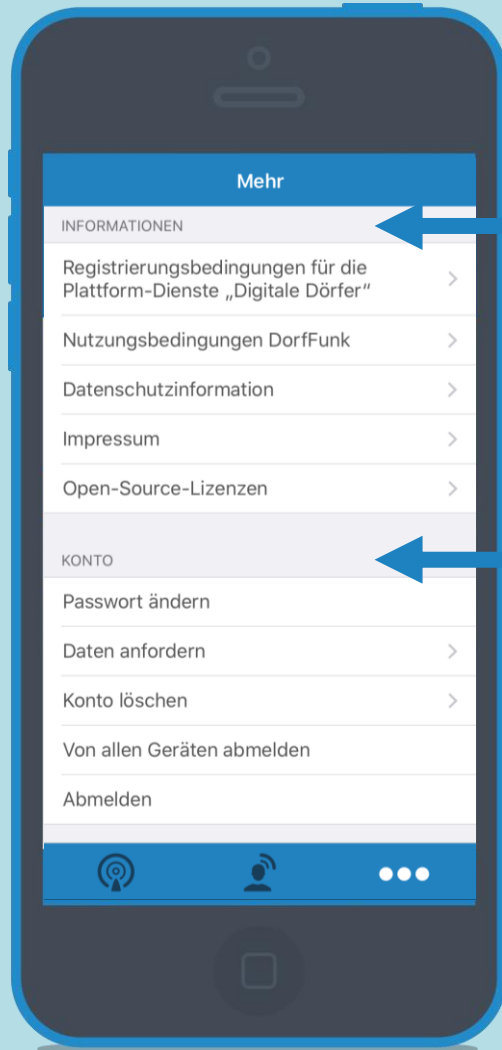 Mehr
INFORMATIONEN
Registrierungsbedingungen für die
Plattform-Dienste „Digitale Dörfer“
Nutzungsbedingungen DorfFunk
Datenschutzinformation
Impressum
Open-Source-Lizenzen
KONTO
Passwort ändern
Daten anfordern
Konto löschen
Von allen Geräten abmelden
Abmelden